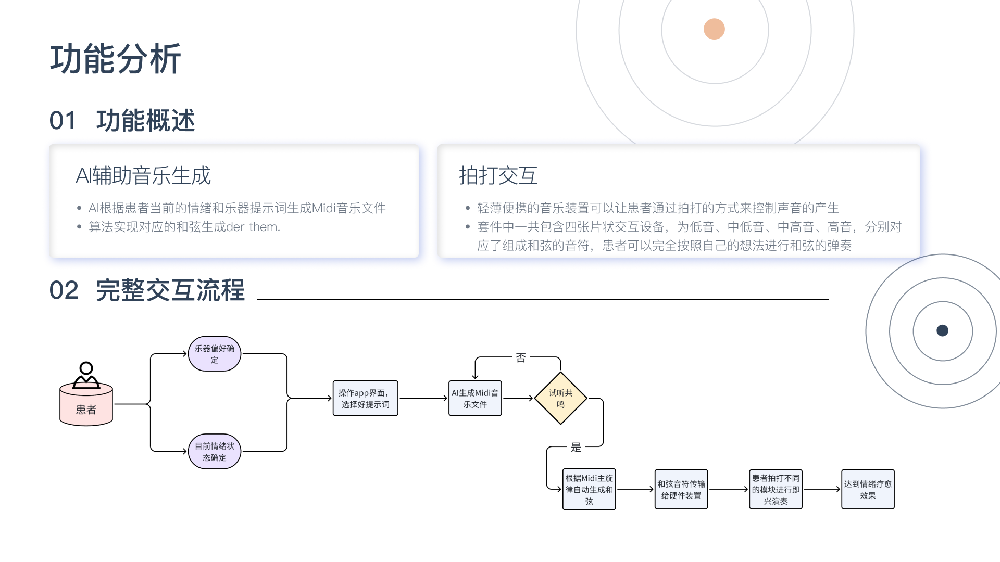 功能分析
01 功能概述
AI辅助音乐生成
AI根据患者当前的情绪和乐器提示词生成Midi音乐文件
算法实现对应的和弦生成der them.
拍打交互
轻薄便携的音乐装置可以让患者通过拍打的方式来控制声音的产生
套件中一共包含四张片状交互设备，为低音、中低音、中高音、高音，分别对
应了组成和弦的音符，患者可以完全按照自己的想法进行和弦的弹奏
02 完整交互流程
患者
乐器偏好确
定
目前情绪状
态确定
操作app界面，
选择好提示词
AI生成Midi音
乐文件
否
试听共
鸣
是
根据Midi主旋
律自动生成和
弦
和弦音符传输
给硬件装置
患者拍打不同
的模块进行即
兴演奏
达到情绪疗愈
效果